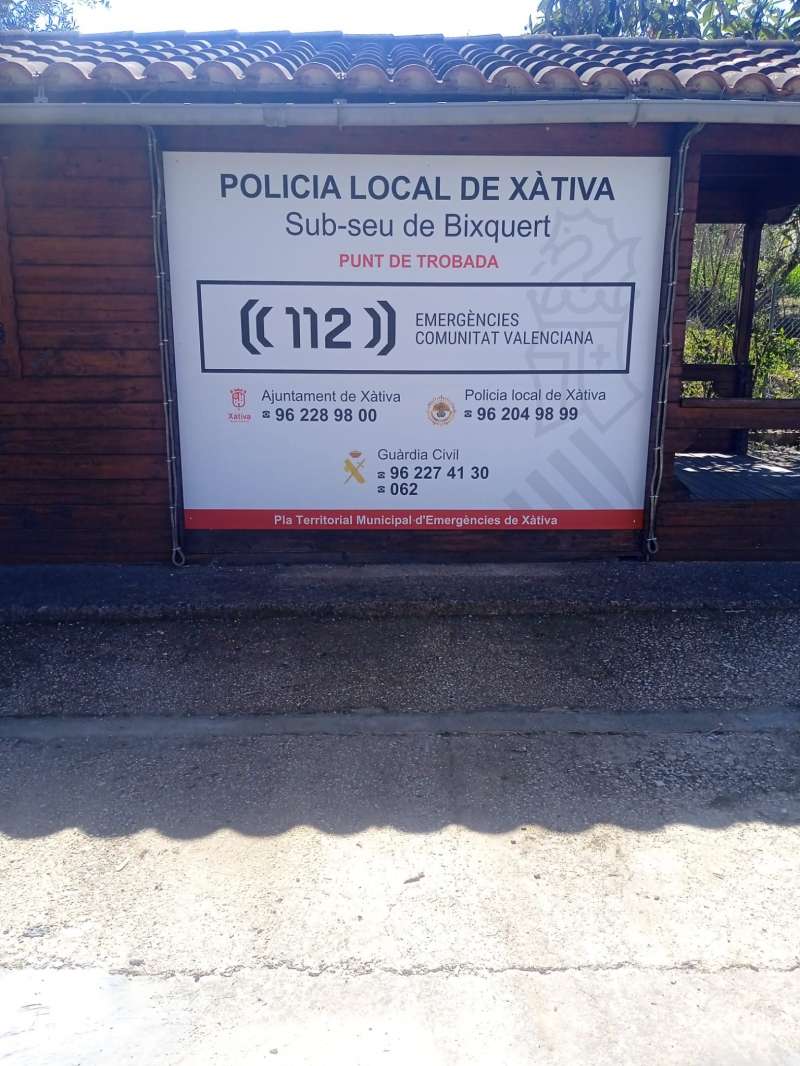 POLICIA LOCAL DE XÀTIVA
Sub-seu de Bixquert
PUNT DE TROBADA
((112)) EMERGÈNCIES
COMUNITAT VALENCIANA
Xàtiva
Ajuntament de Xàtiva
☎ 96 228 98 00
Policia local de Xàtiva
☎ 96 204 98 99
Guàrdia Civil
☎ 96 227 41 30
☎ 062
Pla Territorial Municipal d'Emergències de Xàtiva